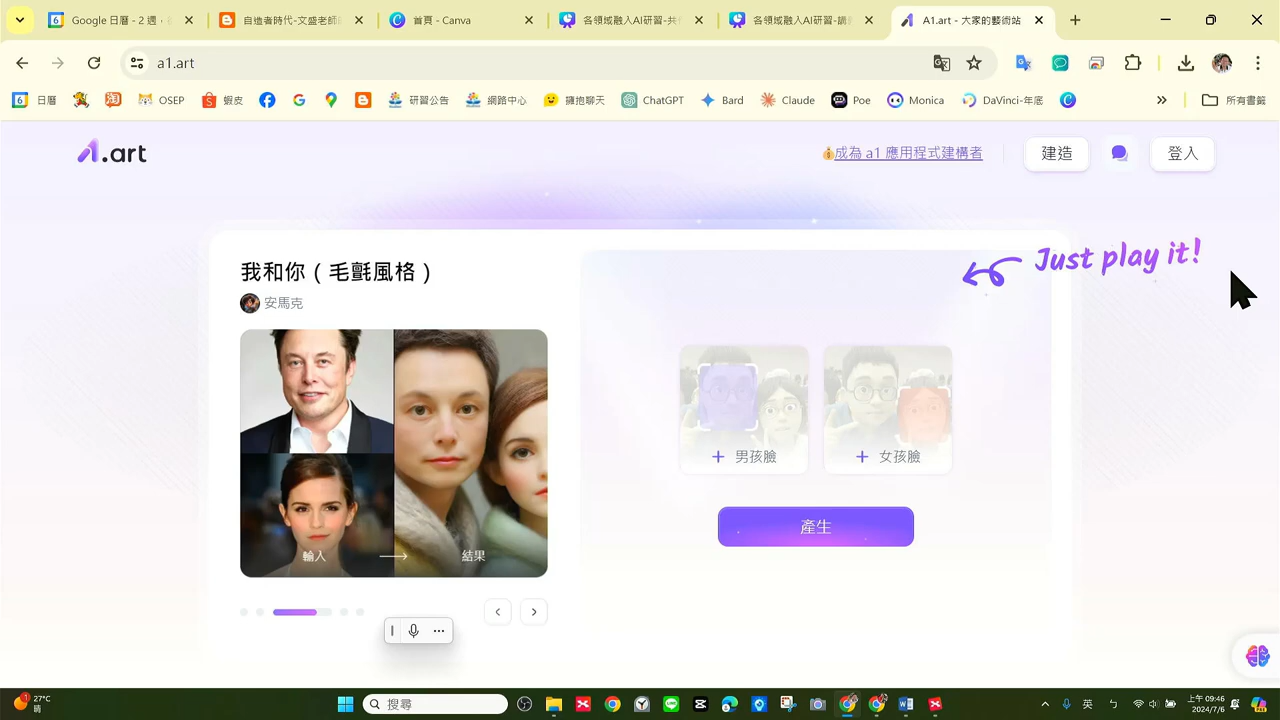 Google 日曆 - 2 週，
自造者時代-文盛老師
首頁 - Canva
各領域融入AI研習-共
各領域融入AI研習-講
A1.art - 大家的藝術站
a1.art
日曆
OSEP
蝦皮
研習公告
網路中心
擁抱聊天
ChatGPT
Bard
Claude
Poe
Monica
DaVinci-年底
所有書籤
.art
成為 a1 應用程式建構者
建造
登入
我和你（毛氈風格）
安馬克
Just play it!
男孩臉
女孩臉
輸入
結果
產生
27°C
晴
搜尋
英
上午 09:46
2024/7/6